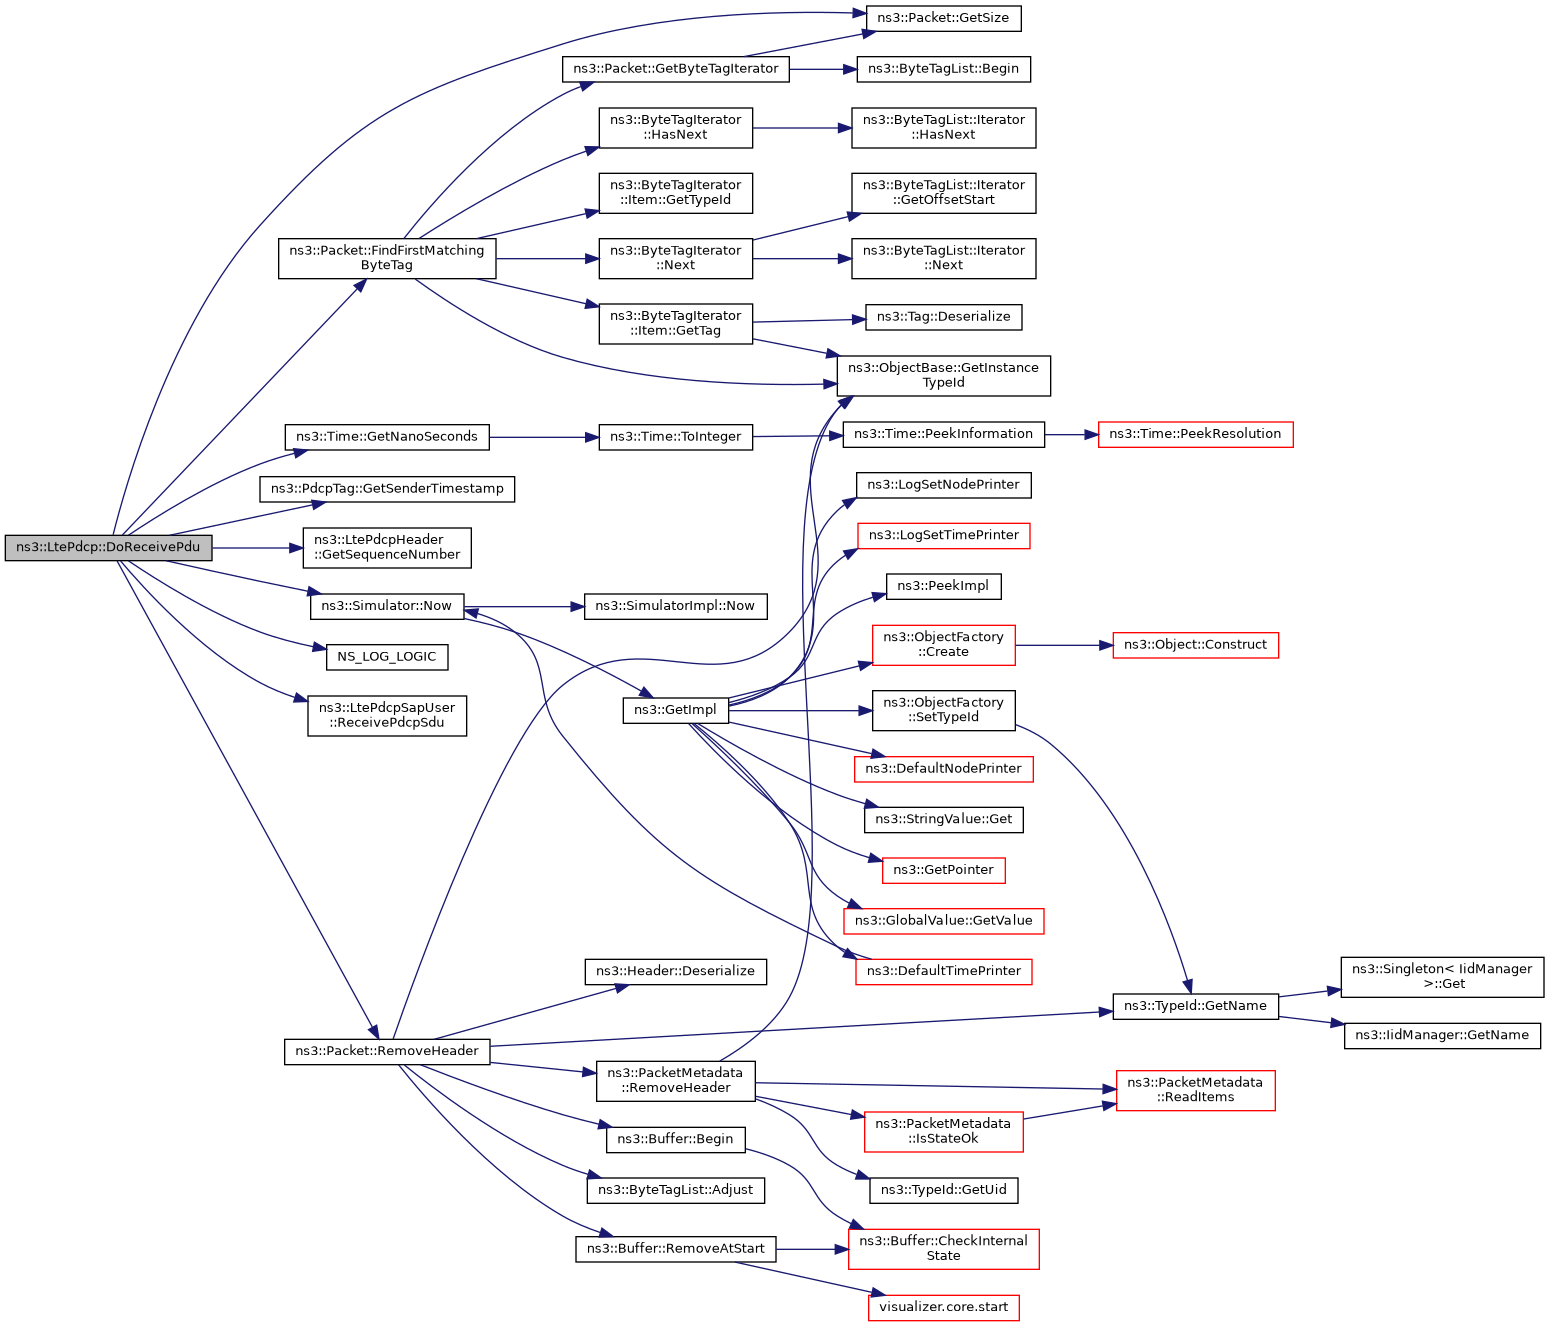 ns3::Packet::GetSize
ns3::Packet::GetByteTagIterator
ns3::ByteTagList::Begin
ns3::ByteTagIterator
::HasNext
ns3::ByteTagList::Iterator
::HasNext
ns3::ByteTagIterator
::Item::GetTypeId
ns3::ByteTagList::Iterator
::GetOffsetStart
ns3::Packet::FindFirstMatching
ByteTag
ns3::ByteTagIterator
::Next
ns3::ByteTagList::Iterator
::Next
ns3::ByteTagIterator
::Item::GetTag
ns3::Tag::Deserialize
ns3::ObjectBase::GetInstance
TypeId
ns3::Time::GetNanoSeconds
ns3::Time::ToInteger
ns3::Time::PeekInformation
ns3::Time::PeekResolution
ns3::PdcpTag::GetSenderTimestamp
ns3::LogSetNodePrinter
ns3::LtePdcp::DoReceivePdu
ns3::LtePdcpHeader
::GetSequenceNumber
ns3::LogSetTimePrinter
ns3::Simulator::Now
ns3::SimulatorImpl::Now
ns3::PeekImpl
NS_LOG_LOGIC
ns3::ObjectFactory
::Create
ns3::Object::Construct
ns3::LtePdcpSapUser
::ReceivePdcpSdu
ns3::GetImpl
ns3::ObjectFactory
::SetTypeId
ns3::DefaultNodePrinter
ns3::StringValue::Get
ns3::GetPointer
ns3::GlobalValue::GetValue
ns3::DefaultTimePrinter
ns3::Header::Deserialize
ns3::TypeId::GetName
ns3::Singleton< IidManager
>::Get
ns3::IidManager::GetName
ns3::Packet::RemoveHeader
ns3::PacketMetadata
::RemoveHeader
ns3::PacketMetadata
::ReadItems
ns3::PacketMetadata
::IsStateOk
ns3::Buffer::Begin
ns3::ByteTagList::Adjust
ns3::TypeId::GetUid
ns3::Buffer::RemoveAtStart
ns3::Buffer::CheckInternal
State
visualizer.core.start